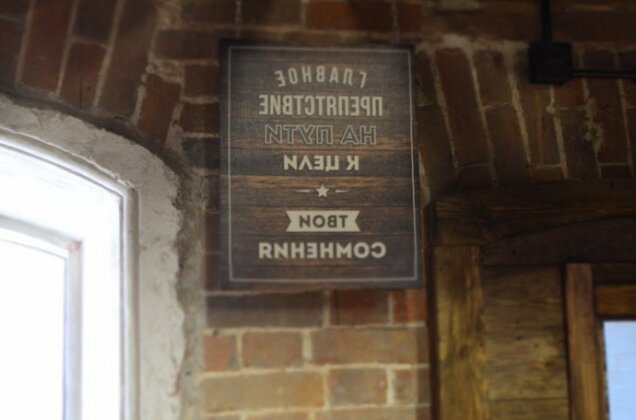 ГЛАВНОЕ
ПРЕПЯТСТВИЕ
НА ПУТИ
К ЦЕЛИ
ТВОИ
СОМНЕНИЯ